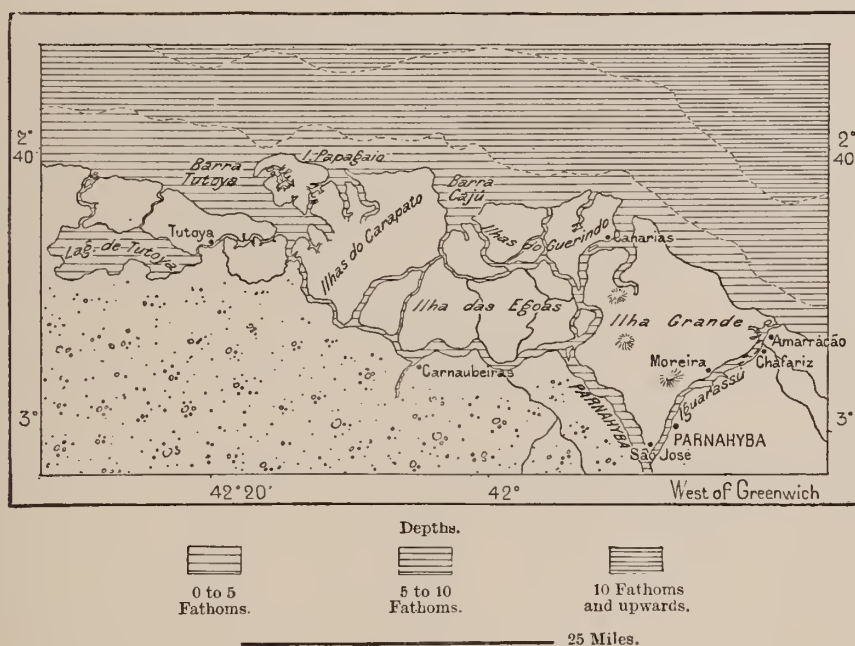 2°
40'
2°
40'
Barra
Tutoya
I. Papagaio
Barra
Cajú
Ilhas do Guerindo
Canarias
Tutoya
Lag. de Tutoya
Ilhas do Carapato
Ilha das Egoas
Ilha Grande
Amarração
Chafariz
Moreira
Iguarassú
Carnaubeiras
PARNAHYBA
PARNAHYBA
São José
3°
3°
42°20'
42°
West of Greenwich
Depths.
0 to 5
Fathoms.
5 to 10
Fathoms.
10 Fathoms
and upwards.
25 Miles.